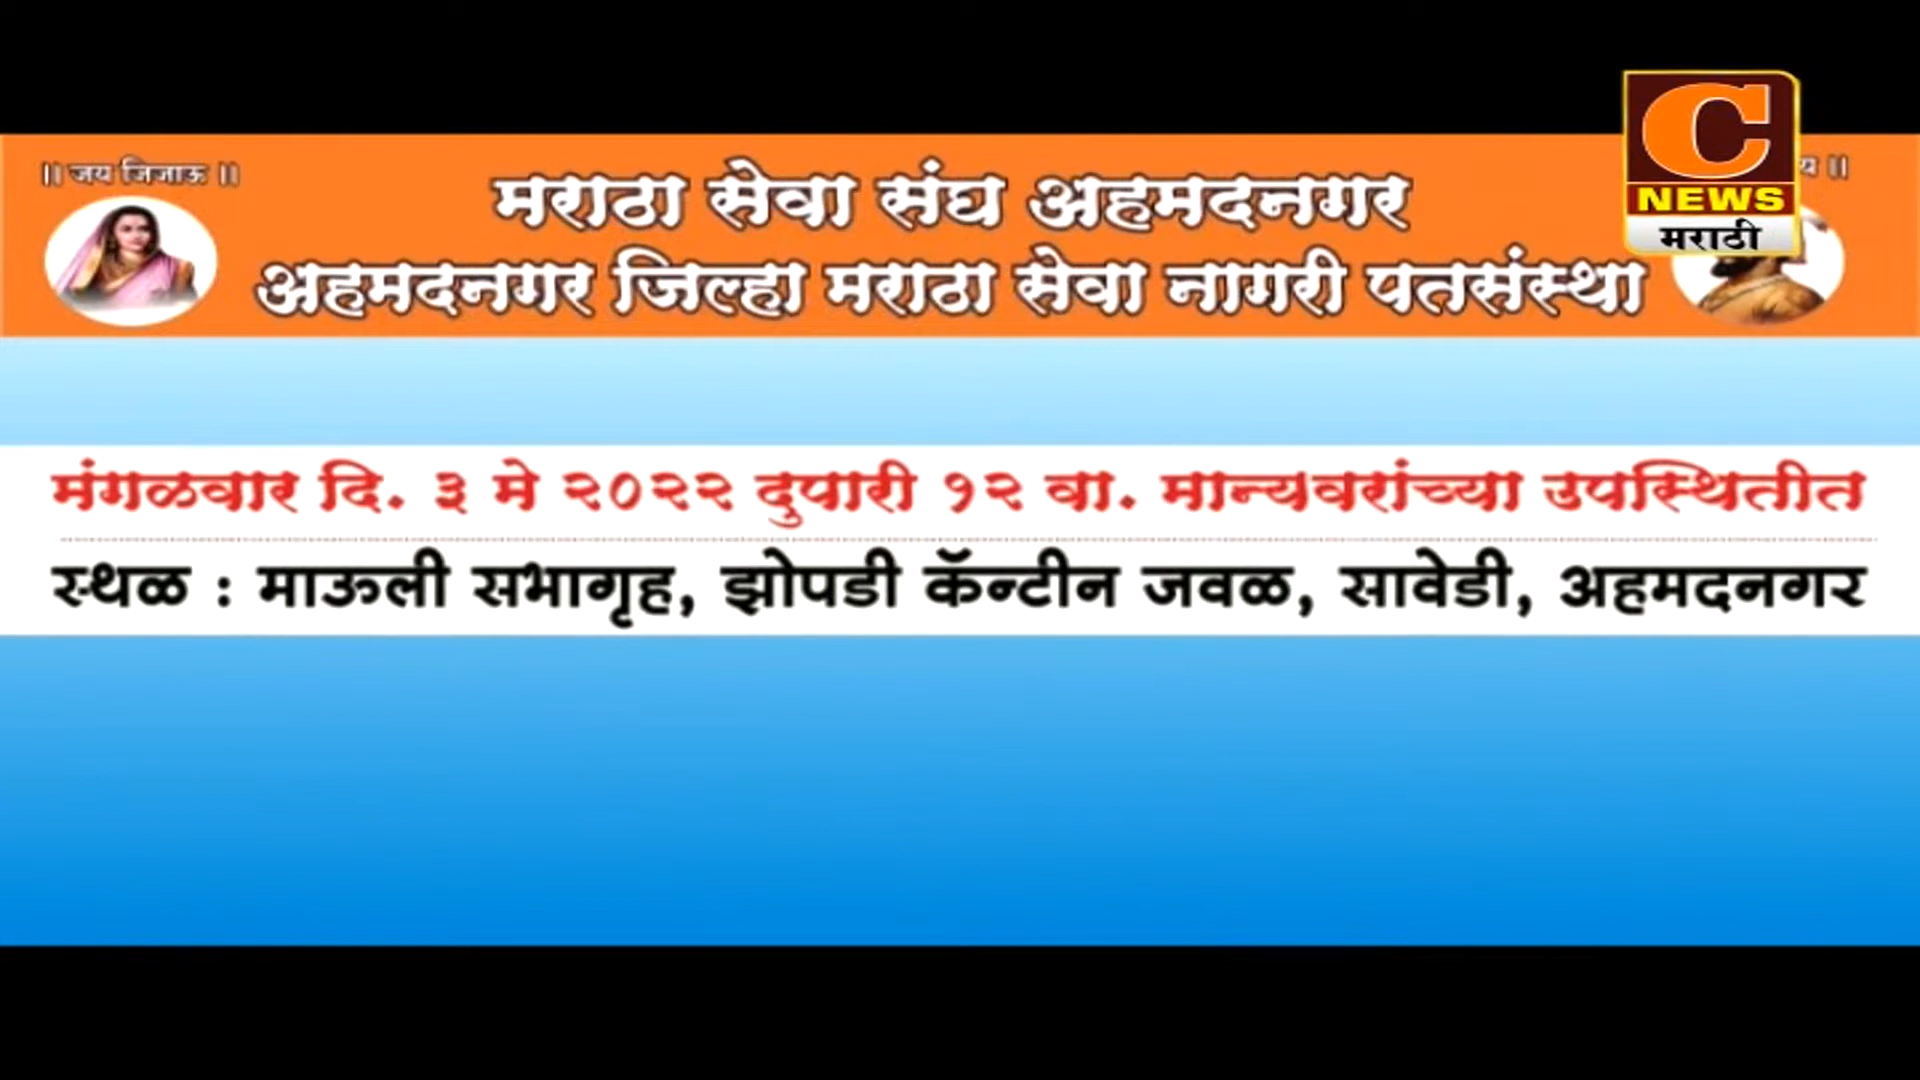 || जय जिजाऊ ||
मराठा सेवा संघ अहमदनगर
अहमदनगर जिल्हा मराठा सेवा नागरी पतसंस्था
C
NEWS
मराठी
मंगळवार दि. ३ मे २०२२ दुपारी १२ वा. मान्यवरांच्या उपस्थितीत
स्थळ : माऊली सभागृह, झोपडी कॅन्टीन जवळ, सावेडी, अहमदनगर